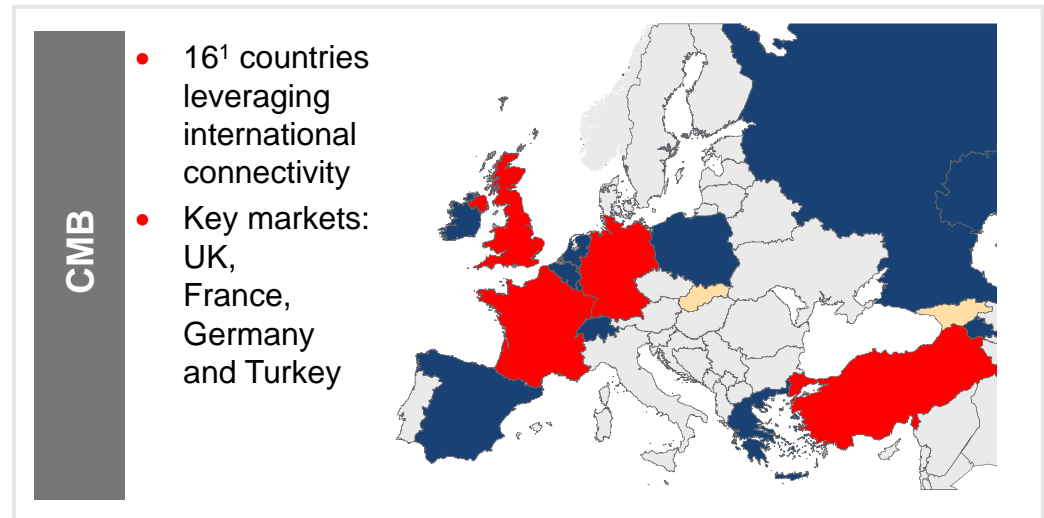 CMB
• 16¹ countries
leveraging
international
connectivity
• Key markets:
UK,
France,
Germany
and Turkey